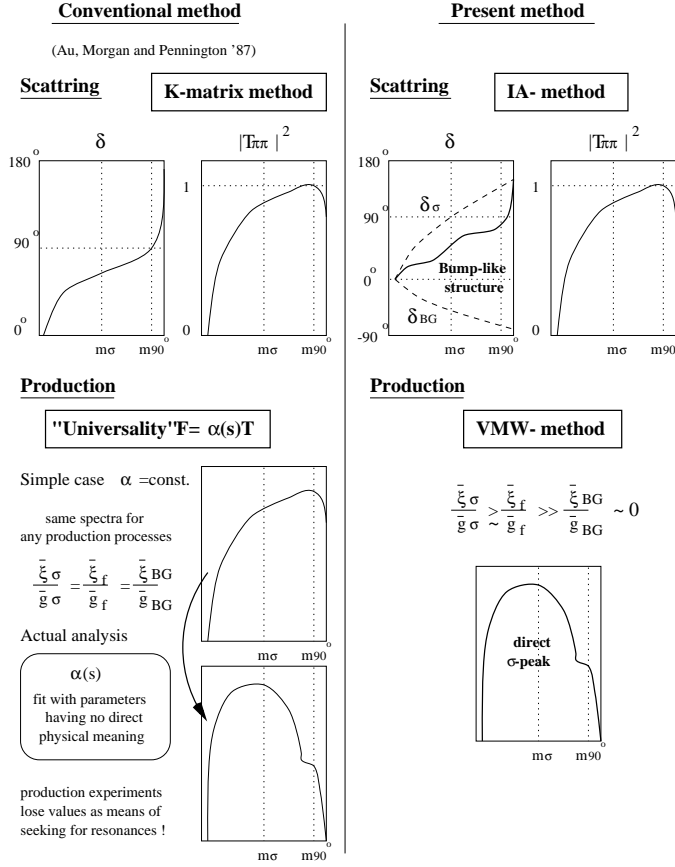 Conventional method
(Au, Morgan and Pennington '87)
Scattring
K-matrix method
δ
180°
90°
0°
mσ
m90°
|Tππ|²
1
0
mσ
m90°
Production
"Universality"F= α(s)T
Simple case α =const.
same spectra for
any production processes
ξ̄σ/ḡσ = ξ̄f/ḡf = ξ̄BG/ḡBG
mσ
m90°
Actual analysis
α(s)
fit with parameters
having no direct
physical meaning
production experiments
lose values as means of
seeking for resonances !
mσ
m90°
Present method
Scattring
IA- method
δ
180°
90°
0°
-90°
δσ
Bump-like
structure
δBG
mσ
m90°
|Tππ|²
1
0
mσ
m90°
Production
VMW- method
ξ̄σ/ḡσ >~ ξ̄f/ḡf >> ξ̄BG/ḡBG ~ 0
direct
σ-peak
mσ
m90°